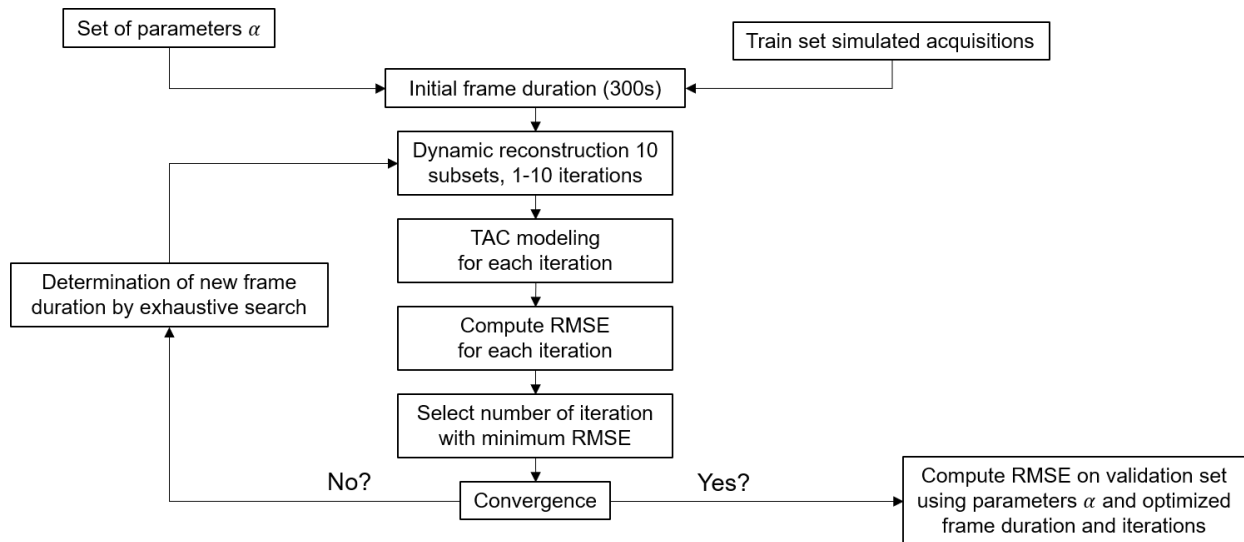 Set of parameters α
Train set simulated acquisitions
Initial frame duration (300s)
Dynamic reconstruction 10
subsets, 1-10 iterations
TAC modeling
for each iteration
Determination of new frame
duration by exhaustive search
Compute RMSE
for each iteration
Select number of iteration
with minimum RMSE
No?
Convergence
Yes?
Compute RMSE on validation set
using parameters α and optimized
frame duration and iterations